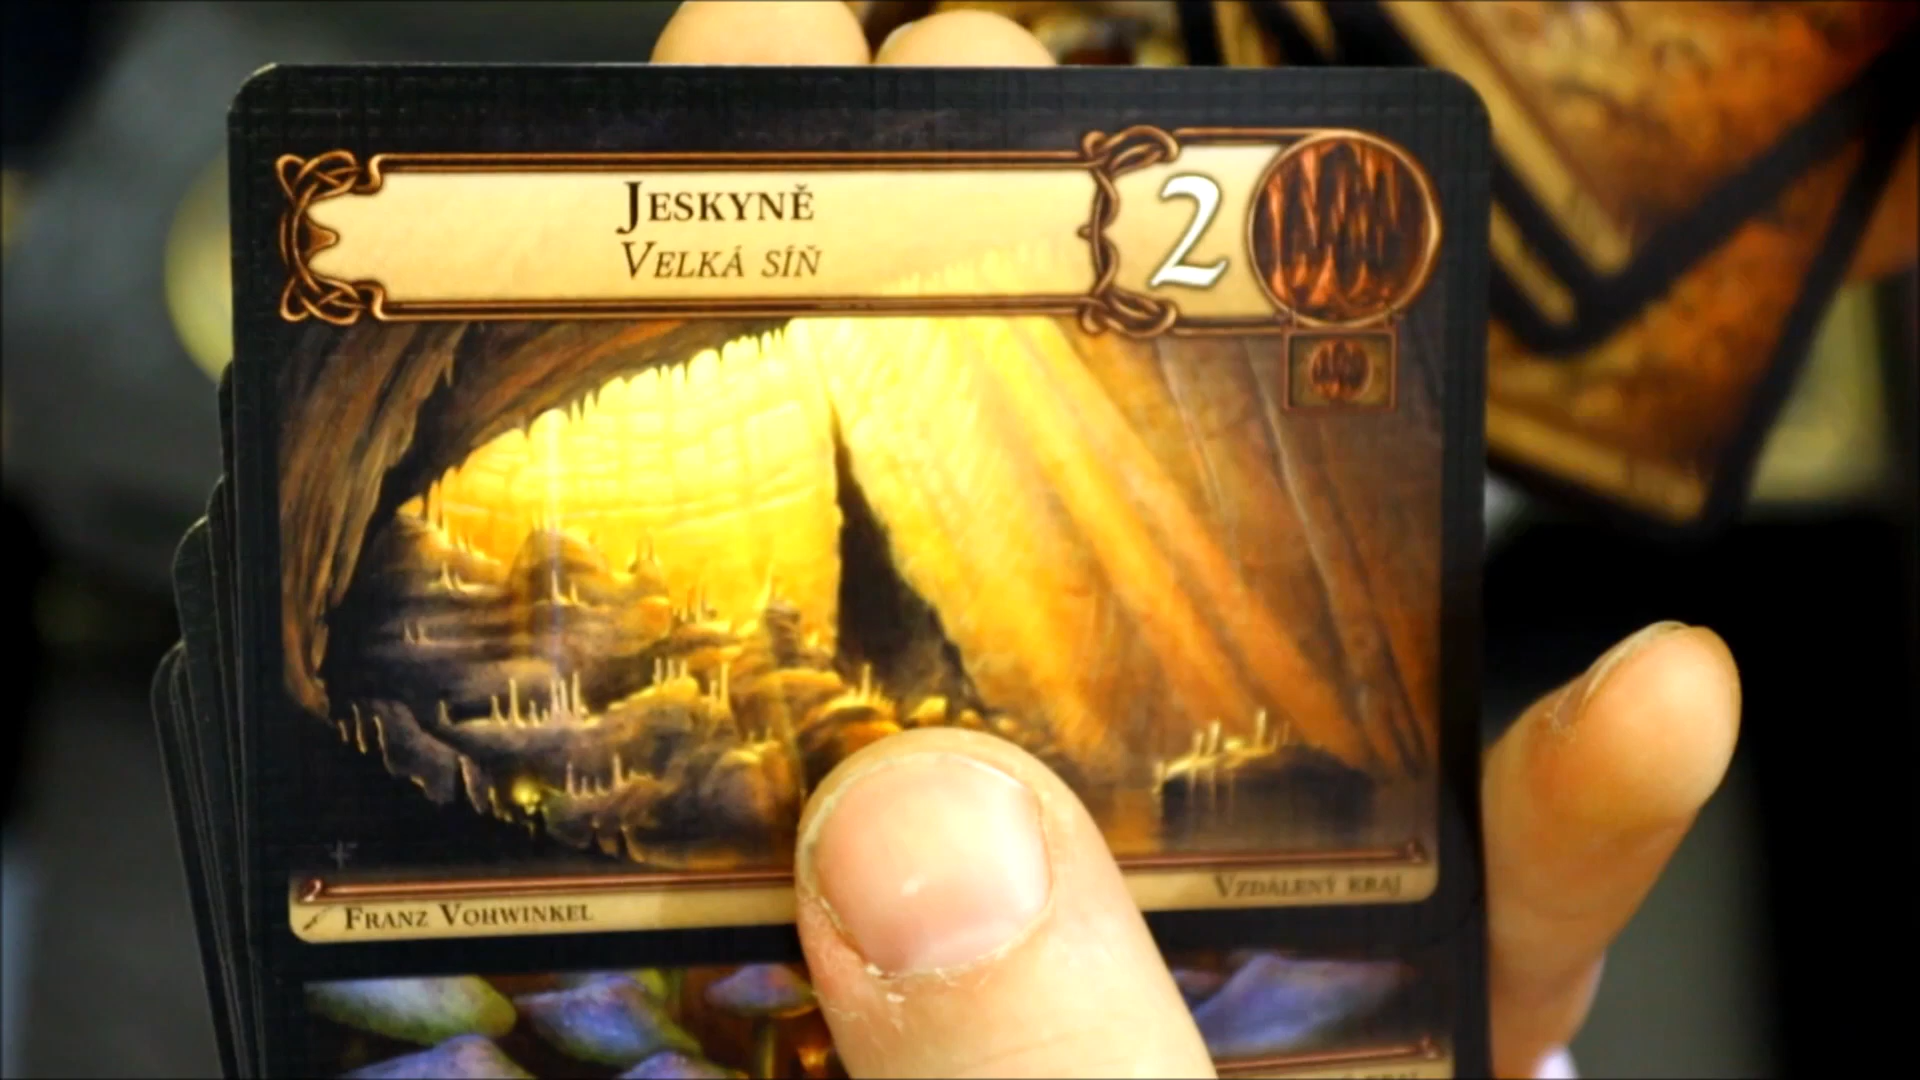 Jeskyně
Velká síň
2
Franz Vohwinkel
Vzdálený kraj